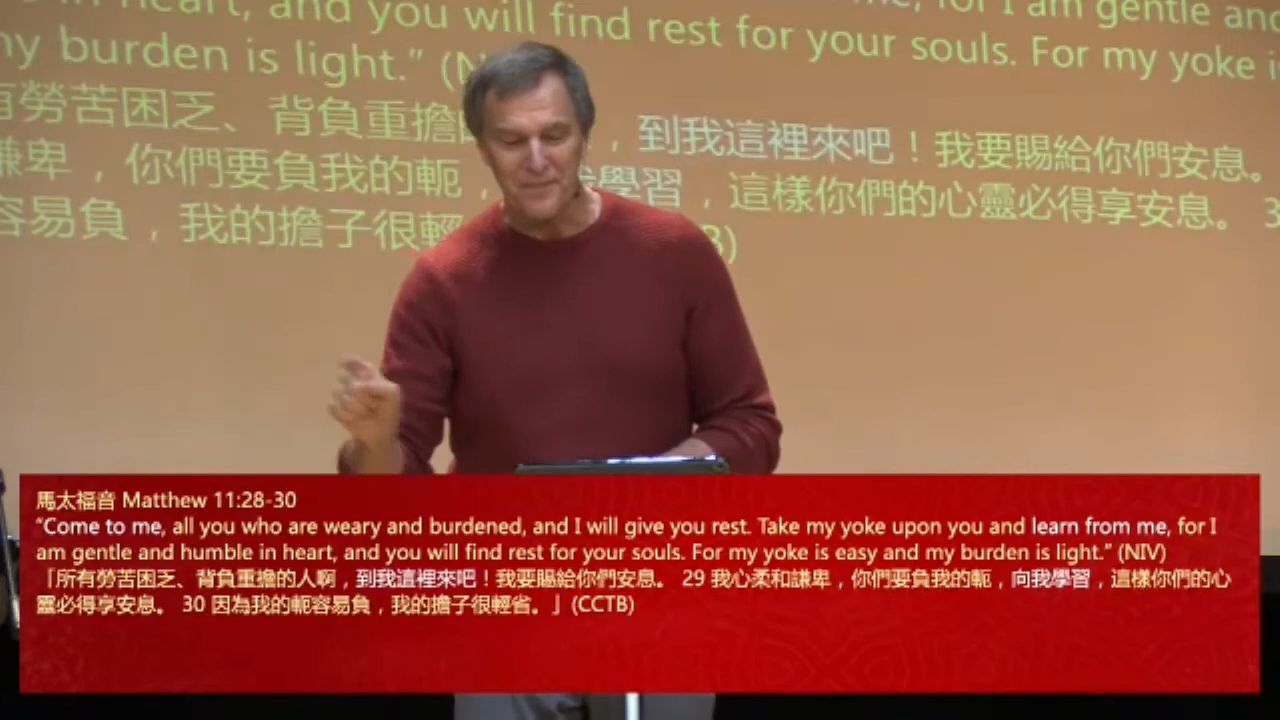 in heart, and you will find rest for your souls. For my yoke i
my burden is light.” (N
有勞苦困乏、背負重擔 ，到我這裡來吧！我要賜給你們安息。
謙卑，你們要負我的軛， 學習，這樣你們的心靈必得享安息。 3
容易負，我的擔子很輕 B)
馬太福音 Matthew 11:28-30
“Come to me, all you who are weary and burdened, and I will give you rest. Take my yoke upon you and learn from me, for I
am gentle and humble in heart, and you will find rest for your souls. For my yoke is easy and my burden is light.” (NIV)
「所有勞苦困乏、背負重擔的人啊，到我這裡來吧！我要賜給你們安息。 29 我心柔和謙卑，你們要負我的軛，向我學習，這樣你們的心
靈必得享安息。 30 因為我的軛容易負，我的擔子很輕省。」(CCTB)